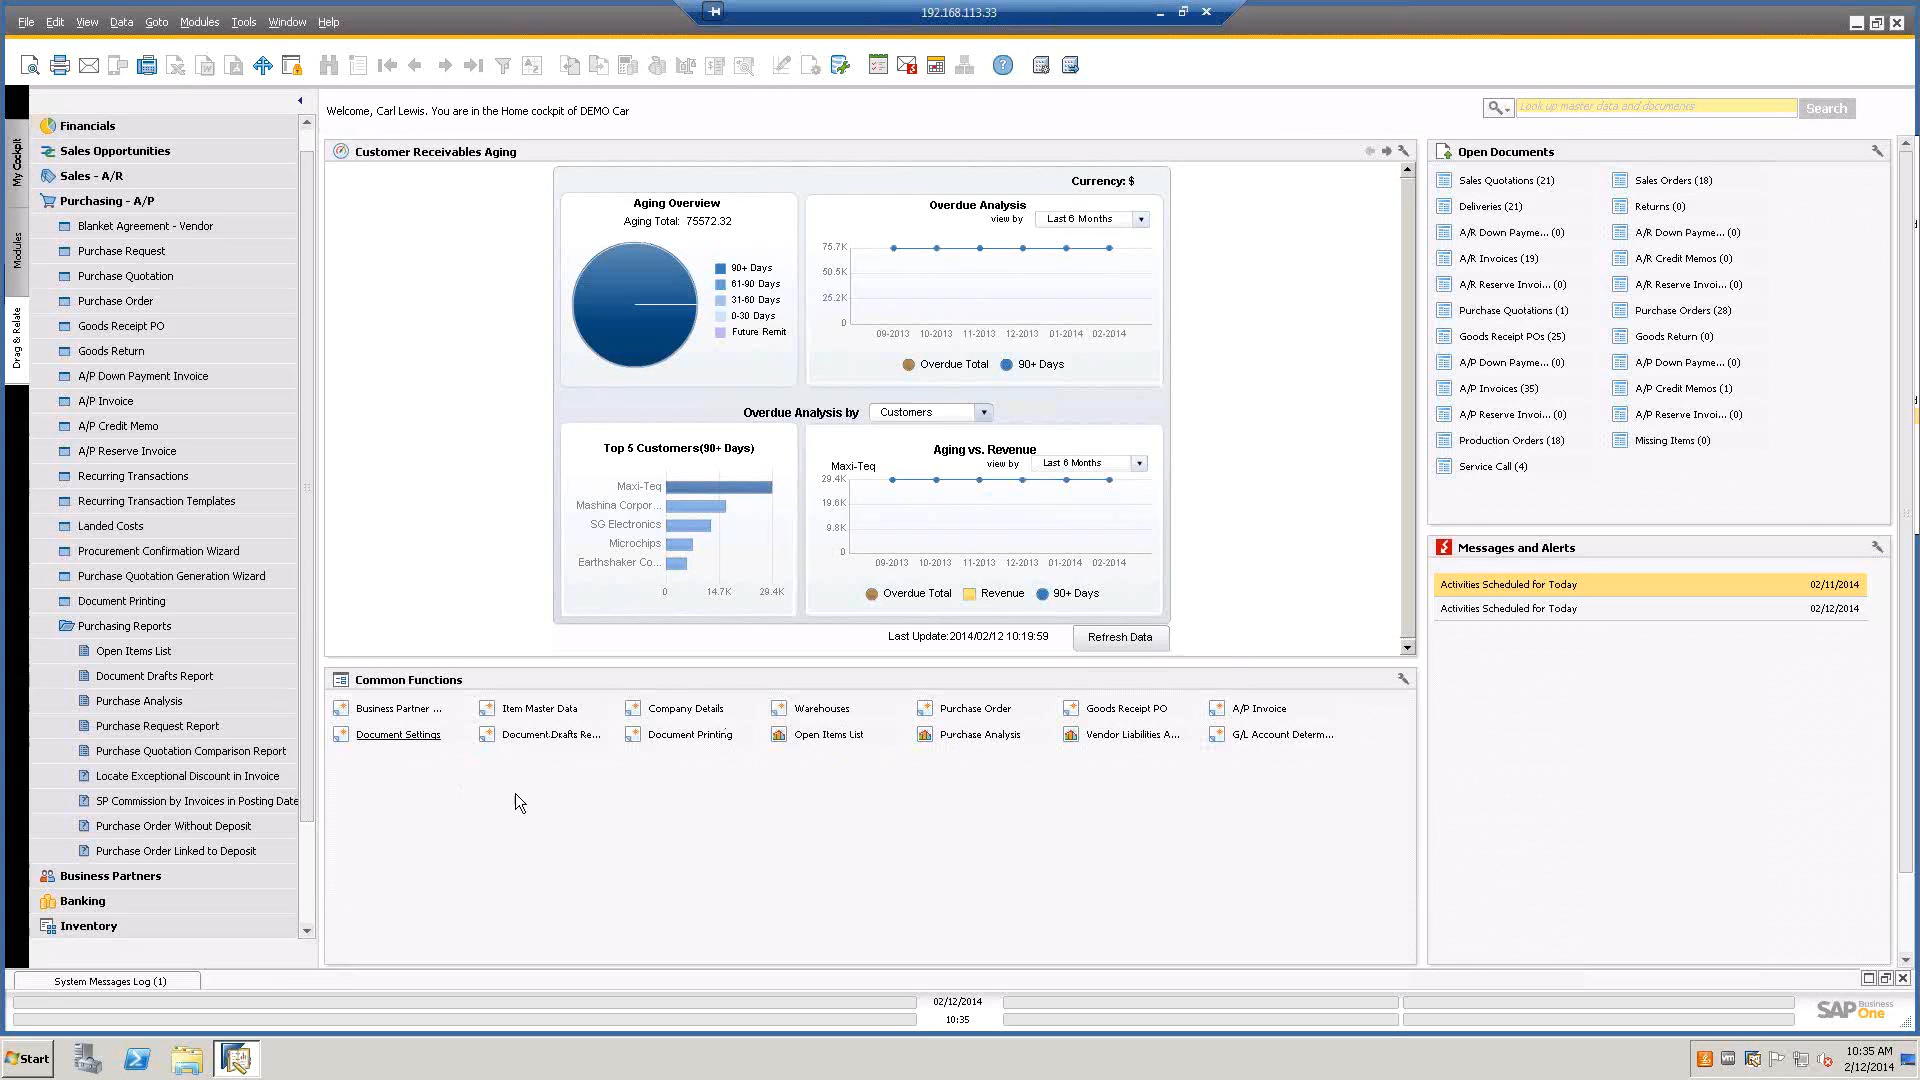 192.168.113.33
File Edit View Data Goto Modules Tools Window Help
Welcome, Carl Lewis. You are in the Home cockpit of DEMO Car
Look up master data and documents
Search
My Cockpit
Modules
Drag & Relate
Financials
Sales Opportunities
Sales - A/R
Purchasing - A/P
Blanket Agreement - Vendor
Purchase Request
Purchase Quotation
Purchase Order
Goods Receipt PO
Goods Return
A/P Down Payment Invoice
A/P Invoice
A/P Credit Memo
A/P Reserve Invoice
Recurring Transactions
Recurring Transaction Templates
Landed Costs
Procurement Confirmation Wizard
Purchase Quotation Generation Wizard
Document Printing
Purchasing Reports
Open Items List
Document Drafts Report
Purchase Analysis
Purchase Request Report
Purchase Quotation Comparison Report
Locate Exceptional Discount in Invoice
SP Commission by Invoices in Posting Date
Purchase Order Without Deposit
Purchase Order Linked to Deposit
Business Partners
Banking
Inventory
Customer Receivables Aging
Currency: $
Aging Overview
Aging Total: 75572.32
90+ Days
61-90 Days
31-60 Days
0-30 Days
Future Remit
Overdue Analysis
view by Last 6 Months
75.7K
50.5K
25.2K
0
09-2013 10-2013 11-2013 12-2013 01-2014 02-2014
Overdue Total 90+ Days
Overdue Analysis by Customers
Top 5 Customers(90+ Days)
Maxi-Teq
Mashina Corpor...
SG Electronics
Microchips
Earthshaker Co...
0 14.7K 29.4K
Aging vs. Revenue
Maxi-Teq
view by Last 6 Months
29.4K
19.6K
9.8K
0
09-2013 10-2013 11-2013 12-2013 01-2014 02-2014
Overdue Total Revenue 90+ Days
Last Update:2014/02/12 10:19:59
Refresh Data
Common Functions
Business Partner ... Item Master Data Company Details Warehouses Purchase Order Goods Receipt PO A/P Invoice
Document Settings Document Drafts Re... Document Printing Open Items List Purchase Analysis Vendor Liabilities A... G/L Account Determ...
Open Documents
Sales Quotations (21) Sales Orders (18)
Deliveries (21) Returns (0)
A/R Down Payme... (0) A/R Down Payme... (0)
A/R Invoices (19) A/R Credit Memos (0)
A/R Reserve Invoi... (0) A/R Reserve Invoi... (0)
Purchase Quotations (1) Purchase Orders (28)
Goods Receipt POs (25) Goods Return (0)
A/P Down Payme... (0) A/P Down Payme... (0)
A/P Invoices (35) A/P Credit Memos (1)
A/P Reserve Invoi... (0) A/P Reserve Invoi... (0)
Production Orders (18) Missing Items (0)
Service Call (4)
Messages and Alerts
Activities Scheduled for Today 02/11/2014
Activities Scheduled for Today 02/12/2014
System Messages Log (1)
02/12/2014
10:35
SAP Business One
Start
10:35 AM
2/12/2014